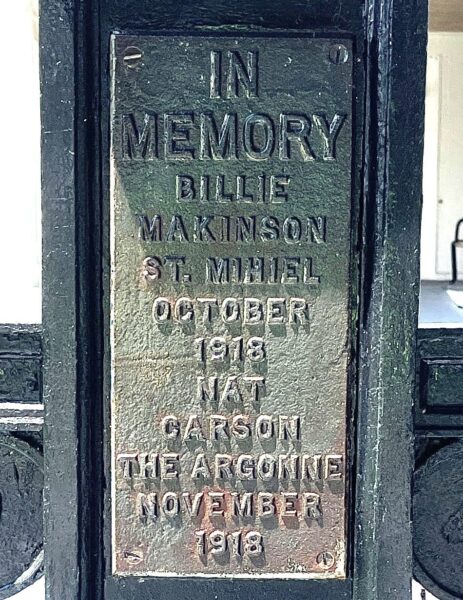 IN
MEMORY
BILLIE
MAKINSON
ST. MIHIEL
OCTOBER
1918
NAT
CARSON
THE ARGONNE
NOVEMBER
1918